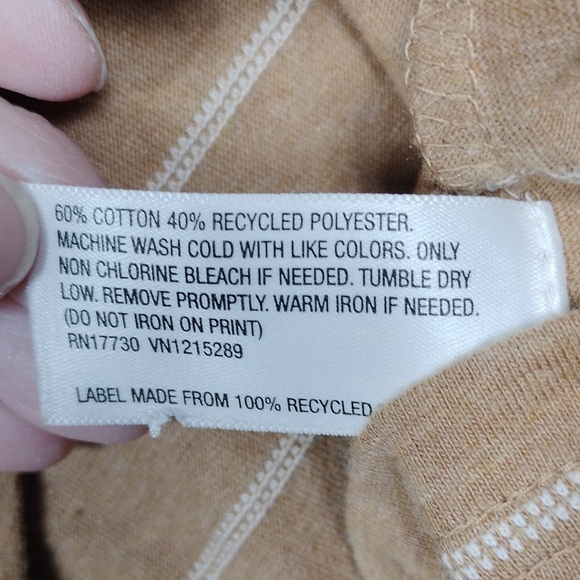 60% COTTON 40% RECYCLED POLYESTER.
MACHINE WASH COLD WITH LIKE COLORS. ONLY
NON CHLORINE BLEACH IF NEEDED. TUMBLE DRY
LOW. REMOVE PROMPTLY. WARM IRON IF NEEDED.
(DO NOT IRON ON PRINT)
RN17730 VN1215289
LABEL MADE FROM 100% RECYCLED